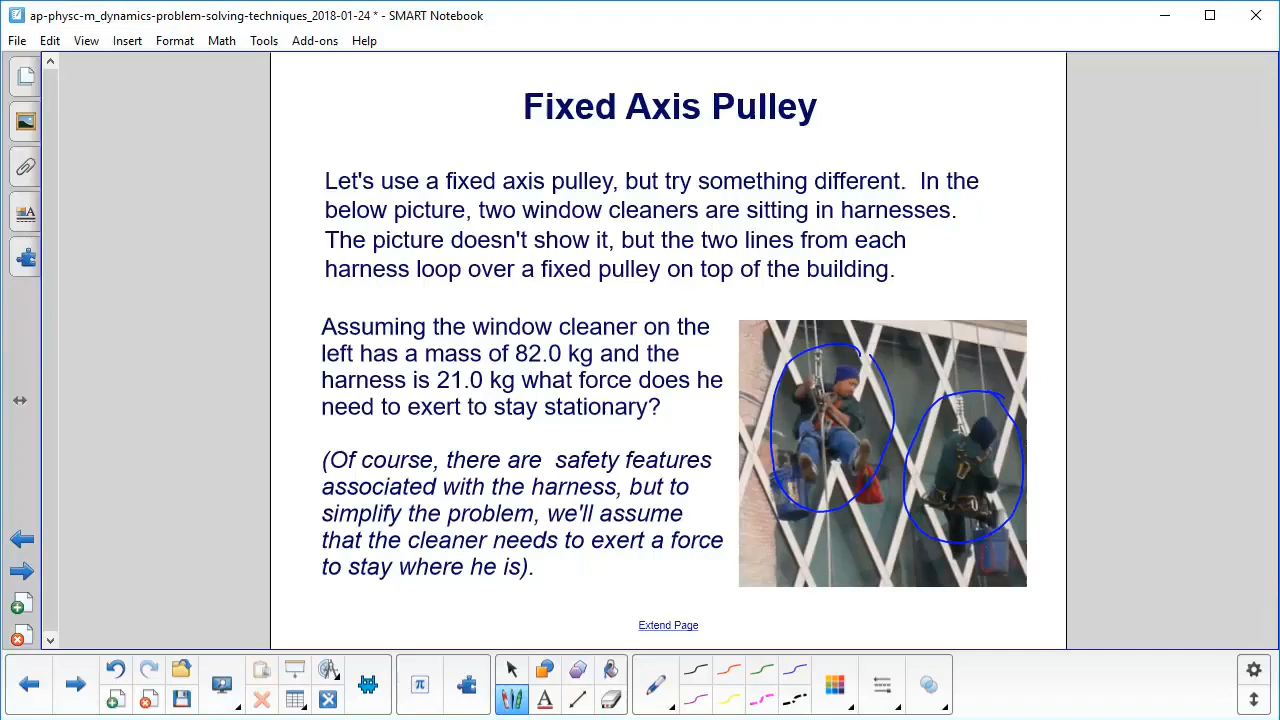 ap-physc-m_dynamics-problem-solving-techniques_2018-01-24 * - SMART Notebook
File Edit View Insert Format Math Tools Add-ons Help
Fixed Axis Pulley
Let's use a fixed axis pulley, but try something different. In the
below picture, two window cleaners are sitting in harnesses.
The picture doesn't show it, but the two lines from each
harness loop over a fixed pulley on top of the building.
Assuming the window cleaner on the
left has a mass of 82.0 kg and the
harness is 21.0 kg what force does he
need to exert to stay stationary?
(Of course, there are safety features
associated with the harness, but to
simplify the problem, we'll assume
that the cleaner needs to exert a force
to stay where he is).
Extend Page